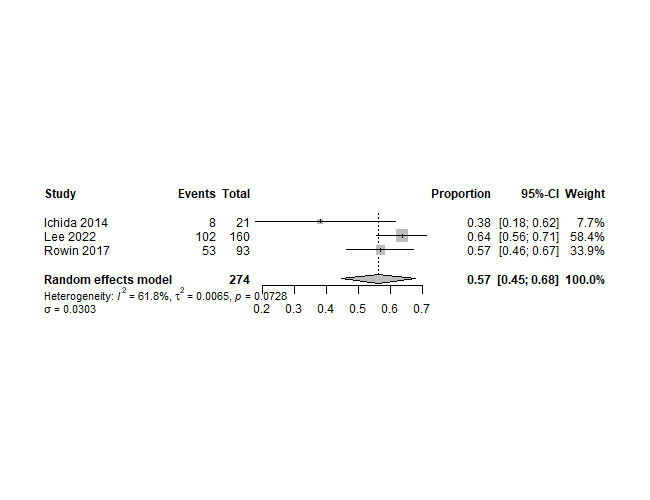 Study Events Total Proportion 95%-CI Weight
Ichida 2014 8 21 0.38 [0.18; 0.62] 7.7%
Lee 2022 102 160 0.64 [0.56; 0.71] 58.4%
Rowin 2017 53 93 0.57 [0.46; 0.67] 33.9%
Random effects model 274 0.57 [0.45; 0.68] 100.0%
Heterogeneity: I² = 61.8%, τ² = 0.0065, p = 0.0728
σ = 0.0303
0.2 0.3 0.4 0.5 0.6 0.7